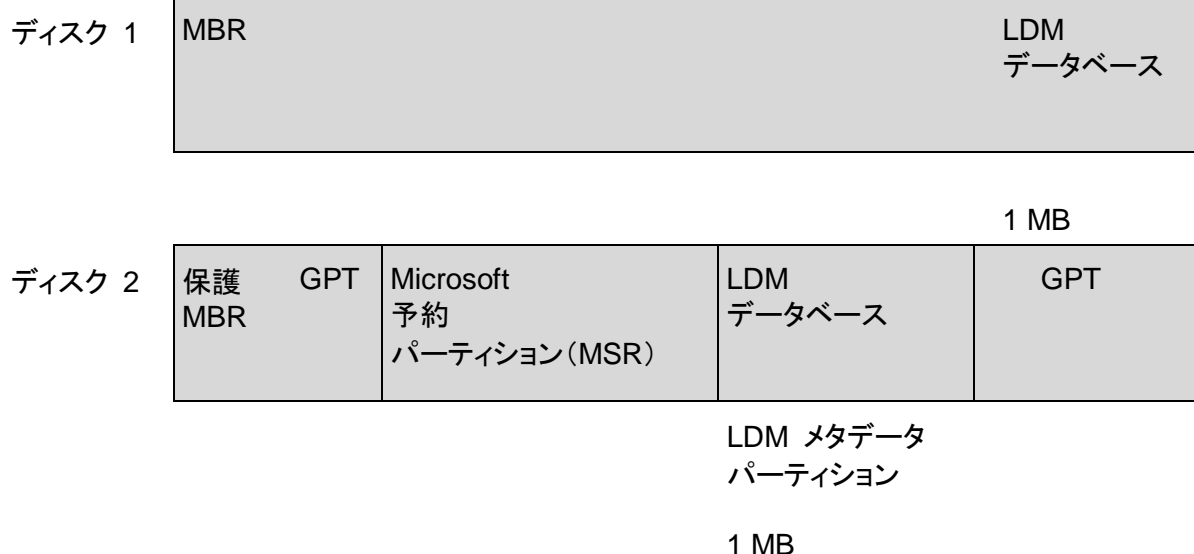 ディスク 1
MBR
LDM
データベース
1 MB
ディスク 2
保護
MBR
GPT
Microsoft
予約
パーティション（MSR）
LDM
データベース
GPT
LDM メタデータ
パーティション
1 MB